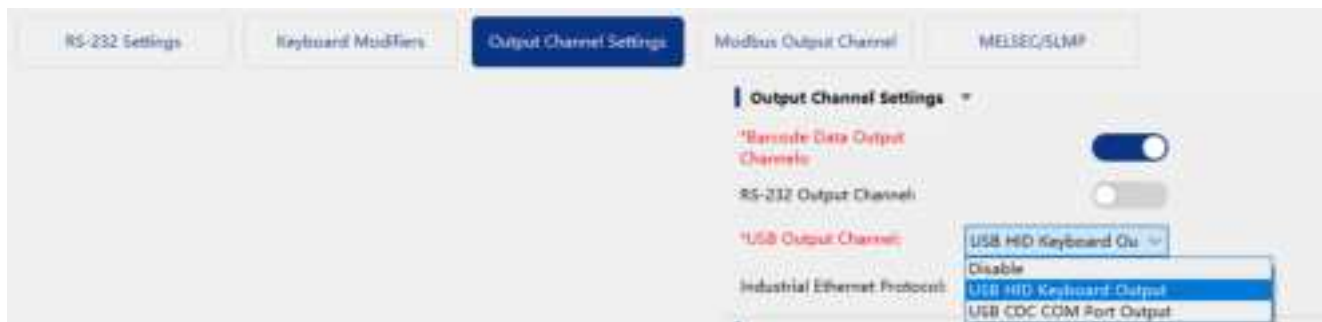 RS-232 Settings
Keyboard Modifiers
Output Channel Settings
Modbus Output Channel
MELSEC/SLMP
Output Channel Settings
*Barcode Data Output
Channels:
RS-232 Output Channel:
*USB Output Channel:
USB HID Keyboard Ou
Disable
Industrial Ethernet Protocol:
USB HID Keyboard Output
USB CDC COM Port Output